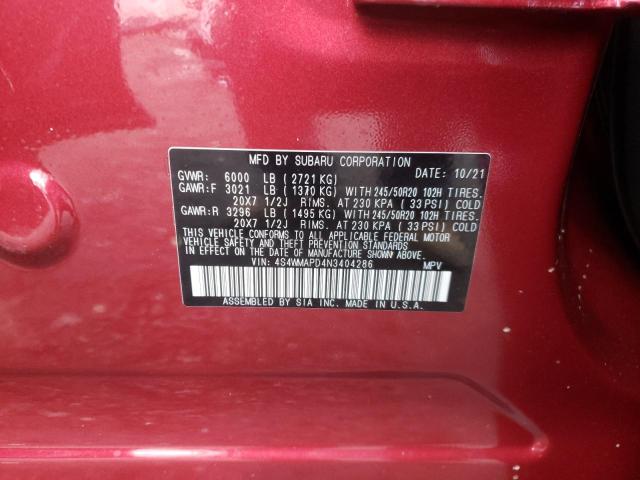 MFD BY SUBARU CORPORATION DATE: 10/21
GVWR: 6000 LB ( 2721 KG)
GAWR:F 3021 LB ( 1370 KG) WITH 245/50R20 102H TIRES.
20X7 1/2J RIMS. AT 230 KPA ( 33 PSI ) COLD
GAWR:R 3296 LB ( 1495 KG) WITH 245/50R20 102H TIRES.
20X7 1/2J RIMS. AT 230 KPA ( 33 PSI ) COLD
THIS VEHICLE CONFORMS TO ALL APPLICABLE FEDERAL MOTOR
VEHICLE SAFETY AND THEFT PREVENTION STANDARDS
IN EFFECT ON THE DATE OF MANUFACTURE SHOWN ABOVE.
VIN: 4S4WMAPD4N3404286 MPV
ASSEMBLED BY SIA INC. MADE IN U.S.A.